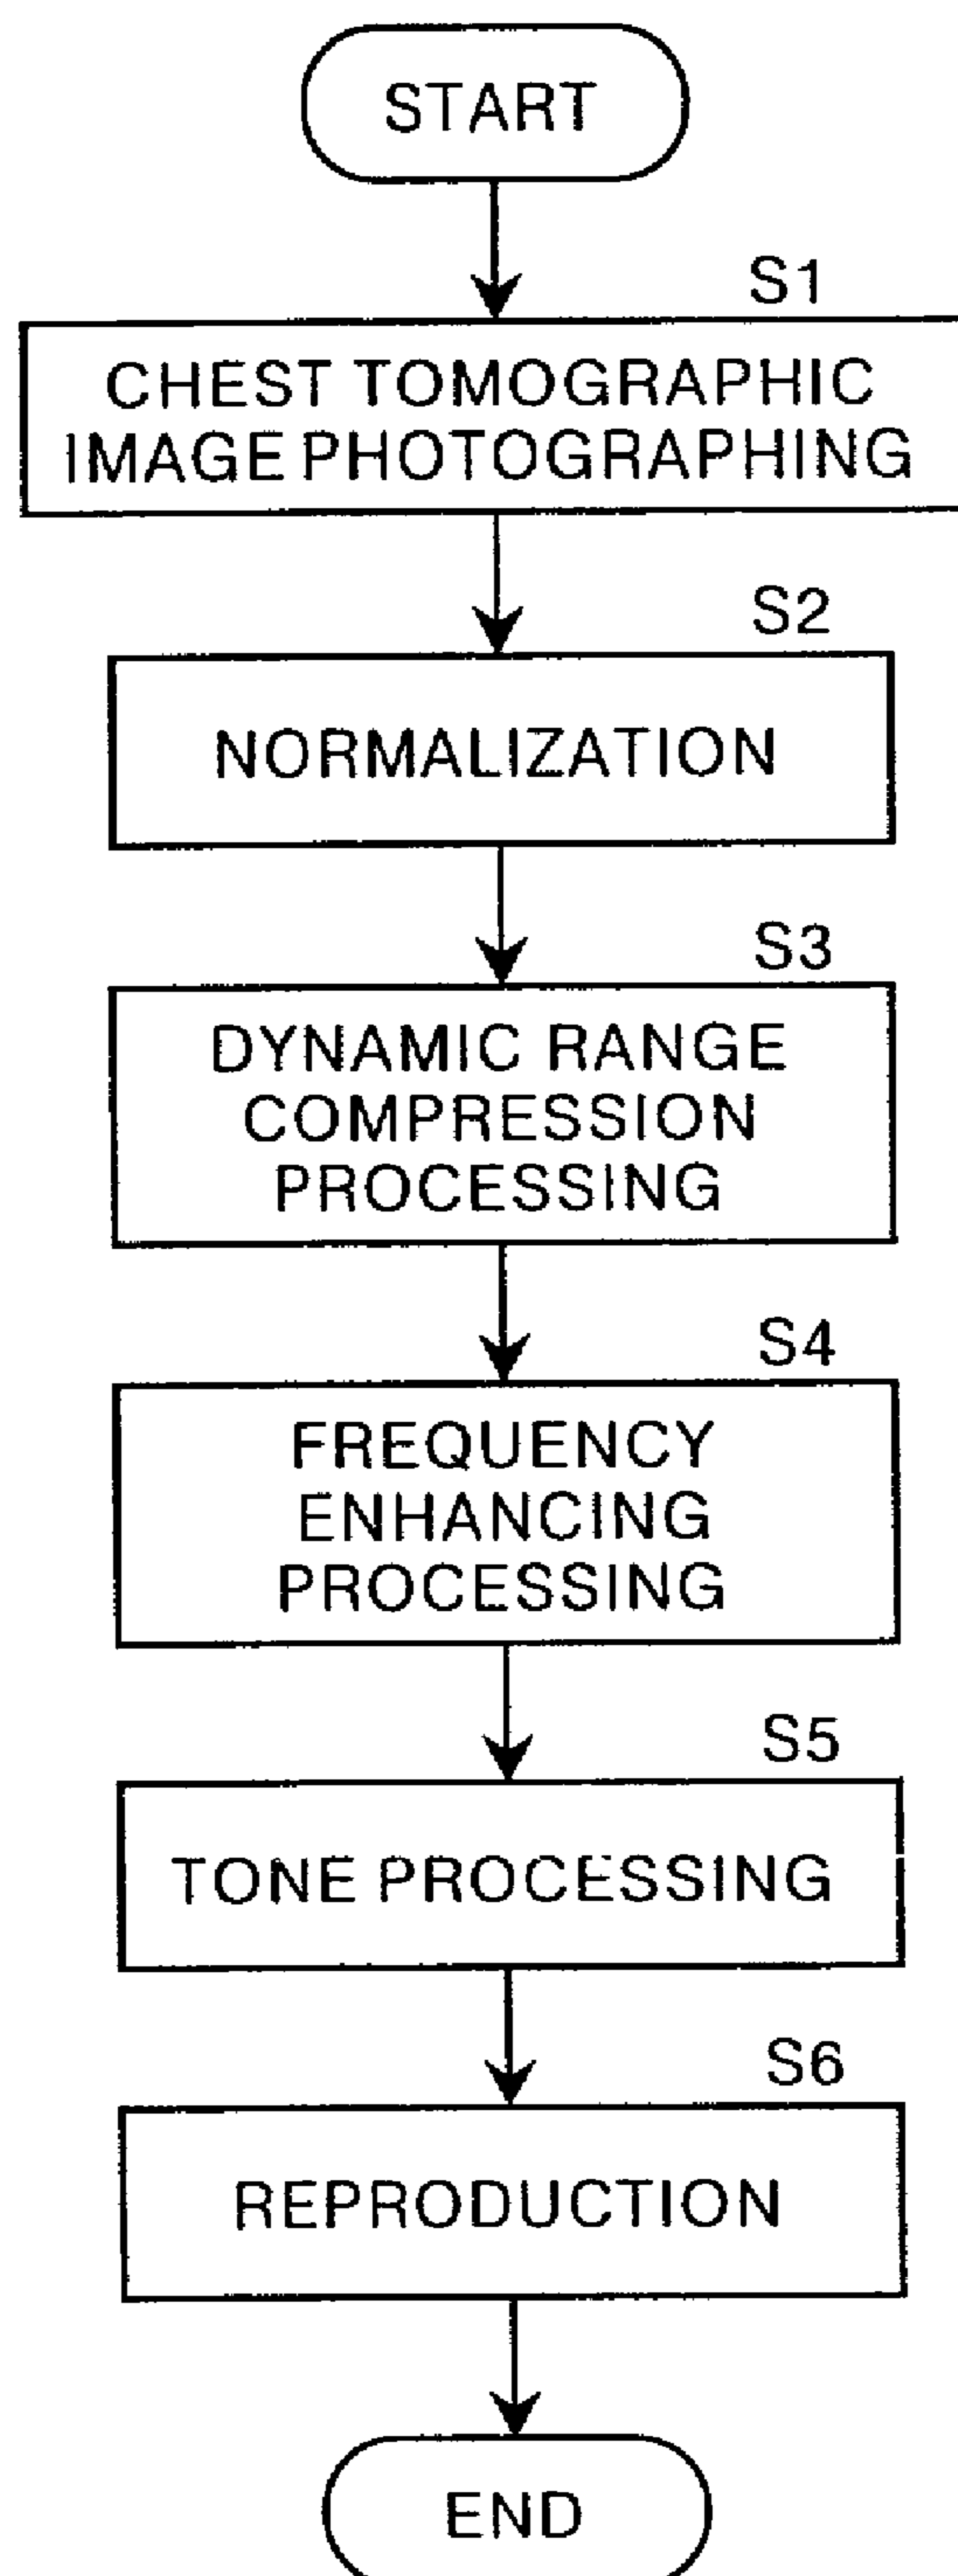 START
S1
CHEST TOMOGRAPHIC
IMAGE PHOTOGRAPHING
S2
NORMALIZATION
S3
DYNAMIC RANGE
COMPRESSION
PROCESSING
S4
FREQUENCY
ENHANCING
PROCESSING
S5
TONE PROCESSING
S6
REPRODUCTION
END